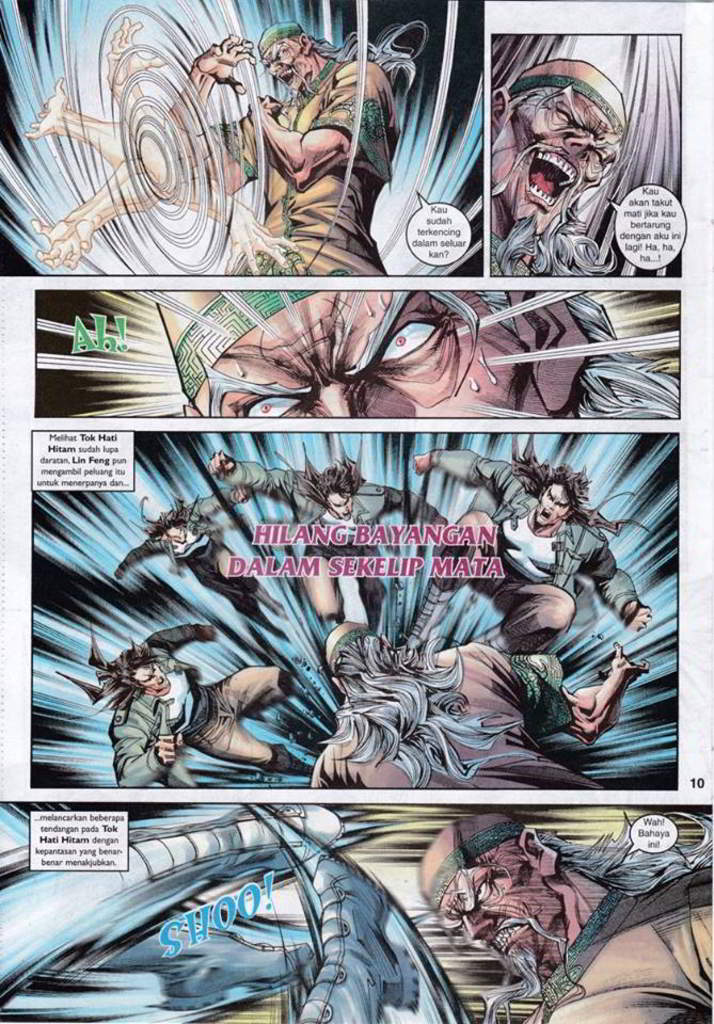 Kau
sudah
terkencing
dalam seluar
kan?
Kau
akan takut
mati jika kau
bertarung
dengan aku ini
lagi! Ha, ha,
ha...!
Ah!
Melihat Tok Hati
Hitam sudah lupa
daratan, Lin Feng pun
mengambil peluang itu
untuk menerpanya dan...
HILANG BAYANGAN
DALAM SEKELIP MATA
10
...melancarkan beberapa
tendangan pada Tok
Hati Hitam dengan
kepantasan yang benar-
benar menakjubkan.
SHOO!
Wah!
Bahaya
ini!